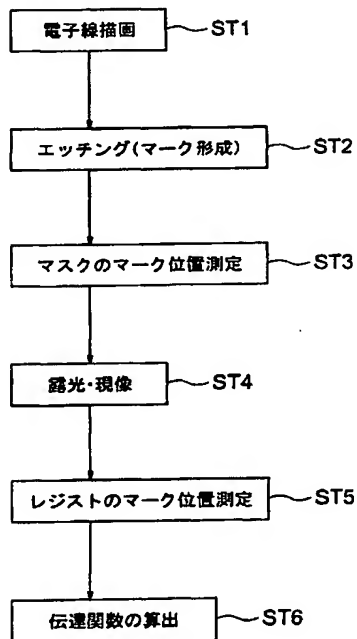 電子線描画 ST1
エッチング(マーク形成) ST2
マスクのマーク位置測定 ST3
露光・現像 ST4
レジストのマーク位置測定 ST5
伝達関数の算出 ST6